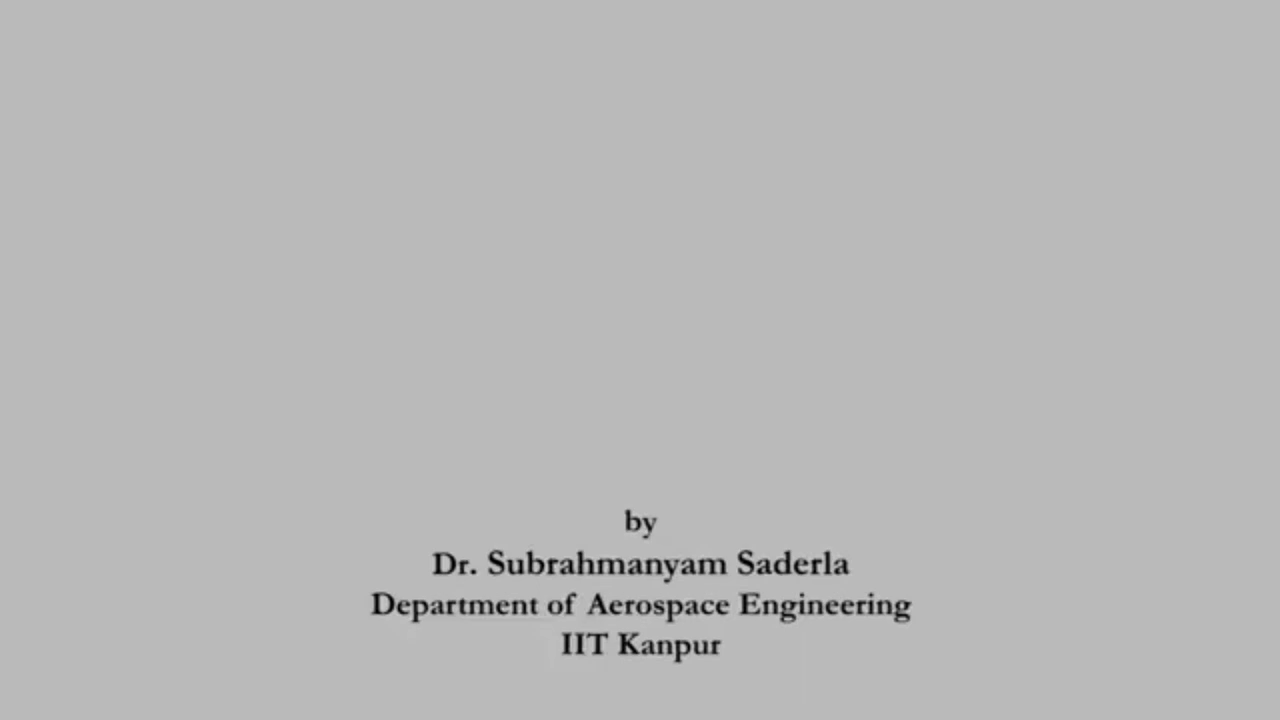 by
Dr. Subrahmanyam Saderla
Department of Aerospace Engineering
IIT Kanpur